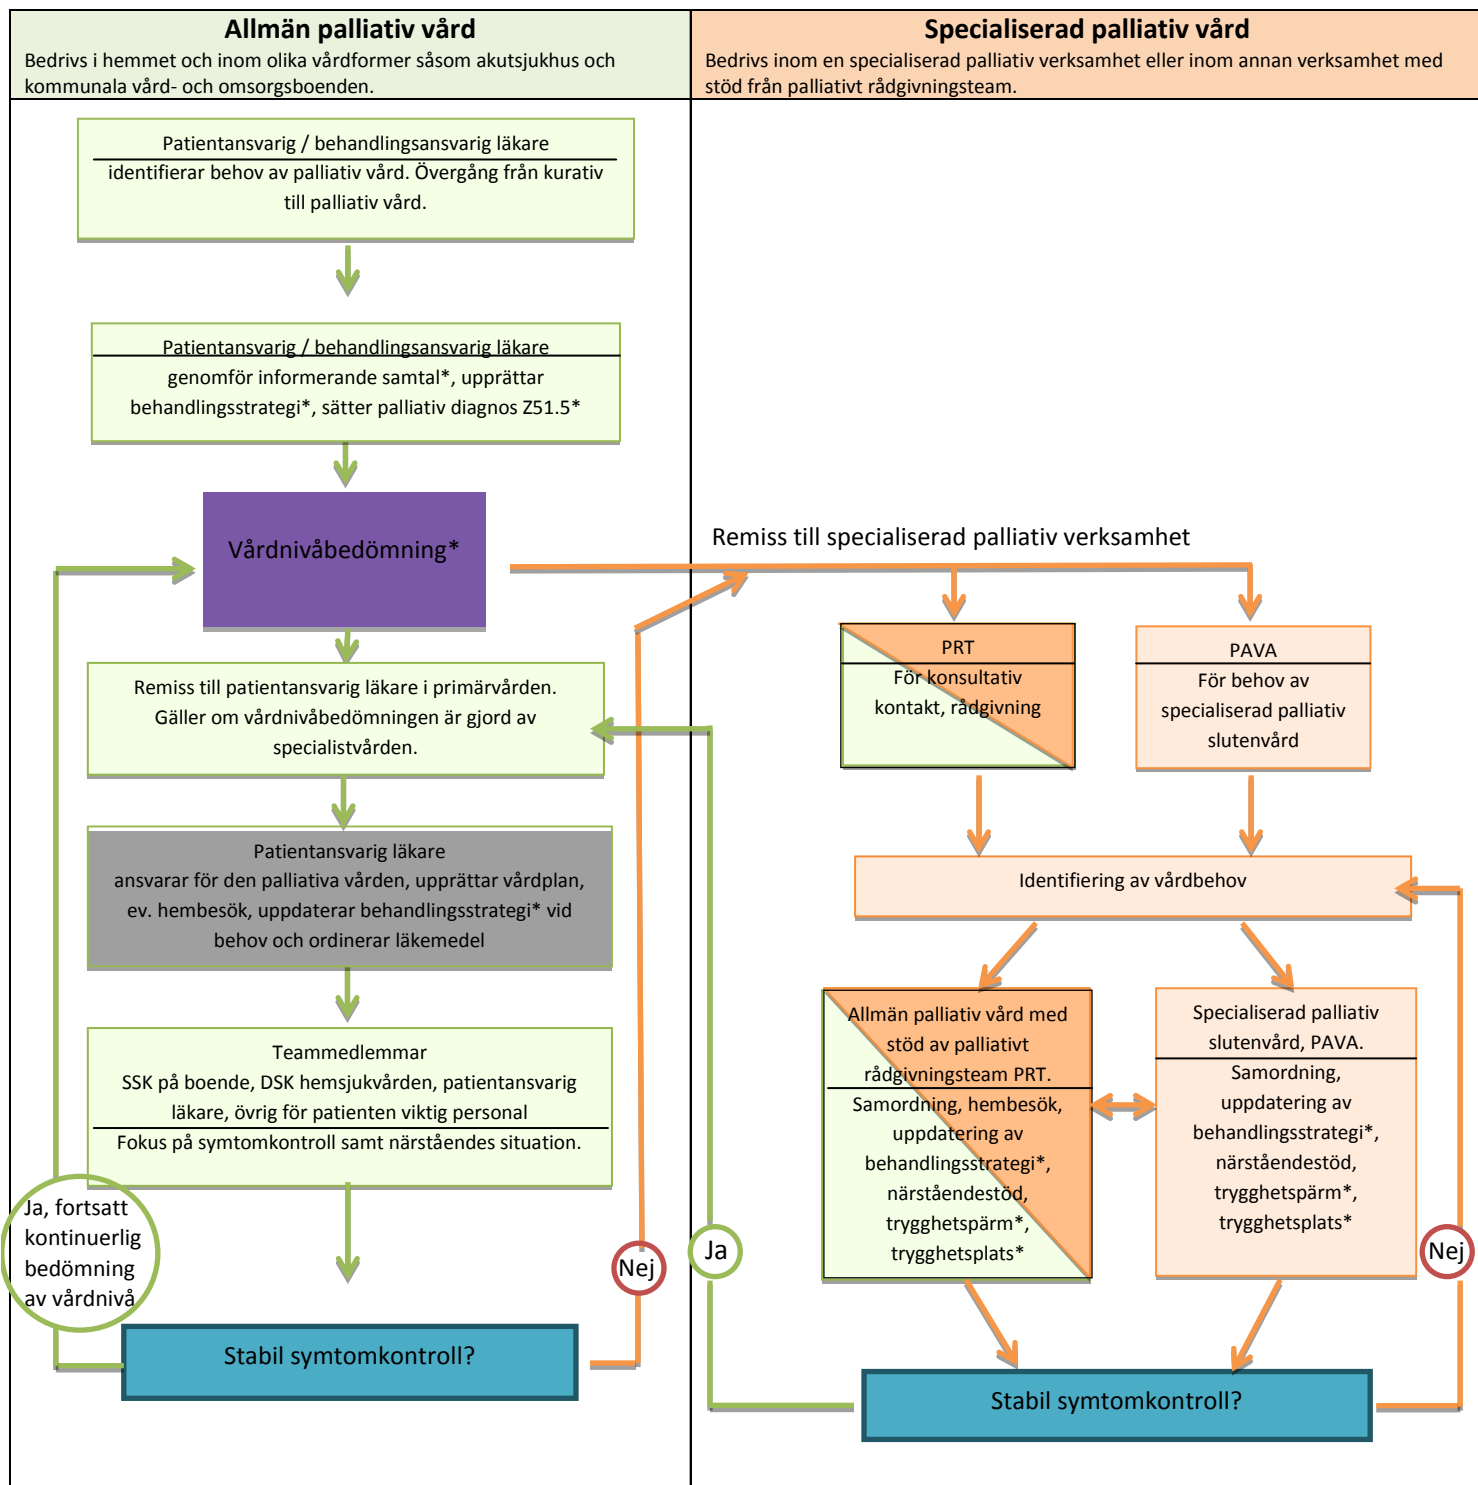 Allmän palliativ vård
Bedrivs i hemmet och inom olika vårdformer såsom akutsjukhus och
kommunala vård- och omsorgsboenden.
Specialiserad palliativ vård
Bedrivs inom en specialiserad palliativ verksamhet eller inom annan verksamhet med
stöd från palliativt rådgivningsteam.
Patientansvarig / behandlingsansvarig läkare
identifierar behov av palliativ vård. Övergång från kurativ
till palliativ vård.
Patientansvarig / behandlingsansvarig läkare
genomför informerande samtal*, upprättar
behandlingsstrategi*, sätter palliativ diagnos Z51.5*
Vårdnivåbedömning*
Remiss till patientansvarig läkare i primärvården.
Gäller om vårdnivåbedömningen är gjord av
specialistvården.
Patientansvarig läkare
ansvarar för den palliativa vården, upprättar vårdplan,
ev. hembesök, uppdaterar behandlingsstrategi* vid
behov och ordinerar läkemedel
Teammedlemmar
SSK på boende, DSK hemsjukvården, patientansvarig
läkare, övrig för patienten viktig personal
Fokus på symtomkontroll samt närståendes situation.
Ja, fortsatt
kontinuerlig
bedömning
av vårdnivå
Nej
Stabil symtomkontroll?
Remiss till specialiserad palliativ verksamhet
PRT
För konsultativ
kontakt, rådgivning
PAVA
För behov av
specialiserad palliativ
slutenvård
Identifiering av vårdbehov
Allmän palliativ vård med
stöd av palliativt
rådgivningsteam PRT.
Samordning, hembesök,
uppdatering av
behandlingsstrategi*,
närståendestöd,
trygghetspärm*,
trygghetsplats*
Specialiserad palliativ
slutenvård, PAVA.
Samordning,
uppdatering av
behandlingsstrategi*,
närståendestöd,
trygghetspärm*,
trygghetsplats*
Ja
Nej
Stabil symtomkontroll?